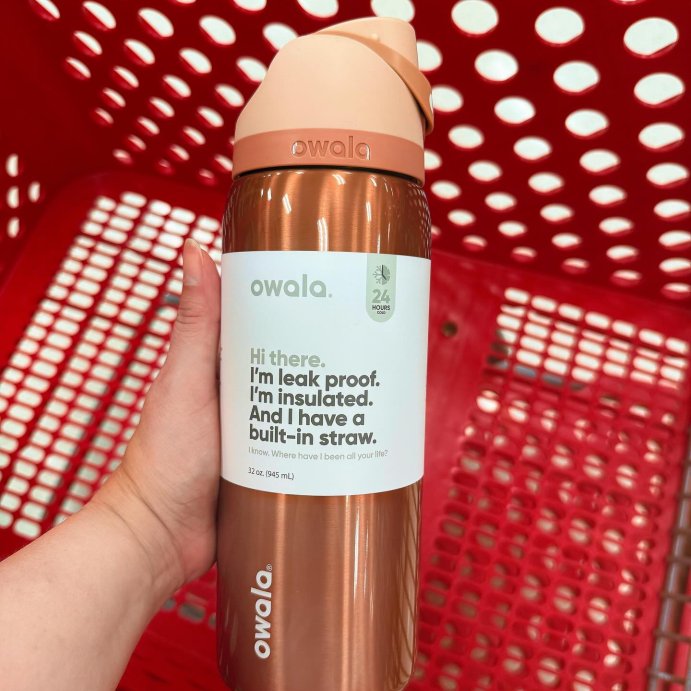 owala
owala®
24
HOURS
COLD
Hi there.
I'm leak proof.
I'm insulated.
And I have a
built-in straw.
I know. Where have I been all your life?
32 oz. (945 mL)
owala®